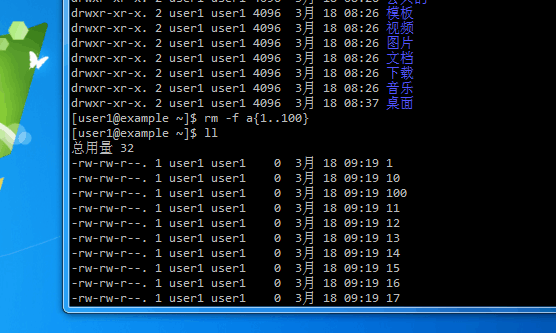 drwxr-xr-x. 2 user1 user1 4096 3月 18 08:26 模板
drwxr-xr-x. 2 user1 user1 4096 3月 18 08:26 视频
drwxr-xr-x. 2 user1 user1 4096 3月 18 08:26 图片
drwxr-xr-x. 2 user1 user1 4096 3月 18 08:26 文档
drwxr-xr-x. 2 user1 user1 4096 3月 18 08:26 下载
drwxr-xr-x. 2 user1 user1 4096 3月 18 08:26 音乐
drwxr-xr-x. 2 user1 user1 4096 3月 18 08:37 桌面
[user1@example ~]$ rm -f a{1..100}
[user1@example ~]$ ll
总用量 32
-rw-rw-r--. 1 user1 user1 0 3月 18 09:19 1
-rw-rw-r--. 1 user1 user1 0 3月 18 09:19 10
-rw-rw-r--. 1 user1 user1 0 3月 18 09:19 100
-rw-rw-r--. 1 user1 user1 0 3月 18 09:19 11
-rw-rw-r--. 1 user1 user1 0 3月 18 09:19 12
-rw-rw-r--. 1 user1 user1 0 3月 18 09:19 13
-rw-rw-r--. 1 user1 user1 0 3月 18 09:19 14
-rw-rw-r--. 1 user1 user1 0 3月 18 09:19 15
-rw-rw-r--. 1 user1 user1 0 3月 18 09:19 16
-rw-rw-r--. 1 user1 user1 0 3月 18 09:19 17